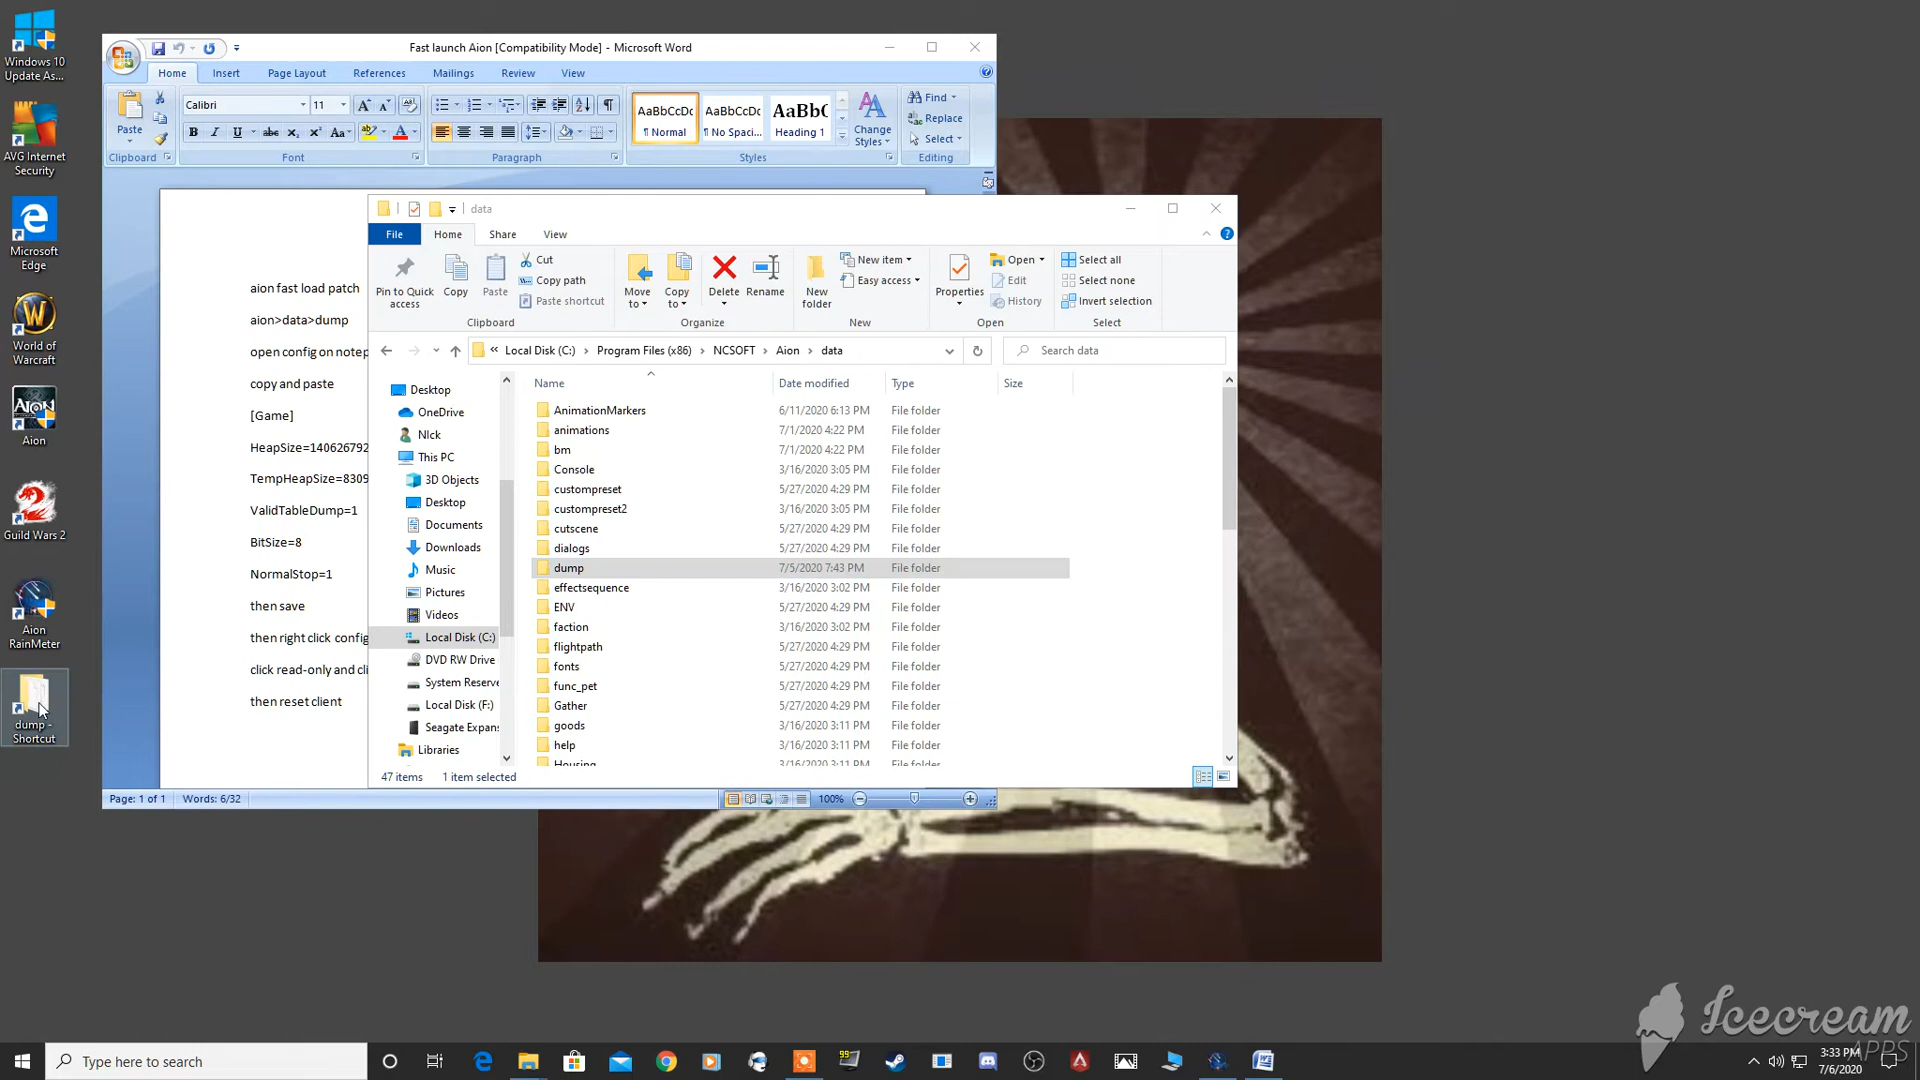 Windows 10
Update As...
AVG Internet
Security
Microsoft
Edge
World of
Warcraft
Aion
Guild Wars 2
Aion
RainMeter
dump -
Shortcut
Fast launch Aion [Compatibility Mode] - Microsoft Word
Home Insert Page Layout References Mailings Review View
Paste
Clipboard
Calibri 11
Font
Paragraph
AaBbCcDc AaBbCcDc AaBbC
¶ Normal ¶ No Spaci... Heading 1
Change
Styles
Styles
Find
Replace
Select
Editing
aion fast load patch
aion>data>dump
open config on notep
copy and paste
[Game]
HeapSize=140626792
TempHeapSize=8309
ValidTableDump=1
BitSize=8
NormalStop=1
then save
then right click config
click read-only and cli
then reset client
Page: 1 of 1 Words: 6/32 100%
data
File Home Share View
Pin to Quick
access
Copy
Paste
Cut
Copy path
Paste shortcut
Clipboard
Move
to
Copy
to
Delete
Rename
Organize
New
folder
New item
Easy access
New
Properties
Open
Edit
History
Open
Select all
Select none
Invert selection
Select
« Local Disk (C:) › Program Files (x86) › NCSOFT › Aion › data
Search data
Desktop
OneDrive
NIck
This PC
3D Objects
Desktop
Documents
Downloads
Music
Pictures
Videos
Local Disk (C:)
DVD RW Drive
System Reserve
Local Disk (F:)
Seagate Expans
Libraries
Name Date modified Type Size
AnimationMarkers 6/11/2020 6:13 PM File folder
animations 7/1/2020 4:22 PM File folder
bm 7/1/2020 4:22 PM File folder
Console 3/16/2020 3:05 PM File folder
custompreset 5/27/2020 4:29 PM File folder
custompreset2 3/16/2020 3:05 PM File folder
cutscene 5/27/2020 4:29 PM File folder
dialogs 5/27/2020 4:29 PM File folder
dump 7/5/2020 7:43 PM File folder
effectsequence 3/16/2020 3:02 PM File folder
ENV 5/27/2020 4:29 PM File folder
faction 3/16/2020 3:02 PM File folder
flightpath 5/27/2020 4:29 PM File folder
fonts 5/27/2020 4:29 PM File folder
func_pet 5/27/2020 4:29 PM File folder
Gather 5/27/2020 4:29 PM File folder
goods 3/16/2020 3:11 PM File folder
help 3/16/2020 3:11 PM File folder
Housing 3/16/2020 3:11 PM File folder
47 items 1 item selected
Icecream
APPS
Type here to search
99
3:33 PM
7/6/2020